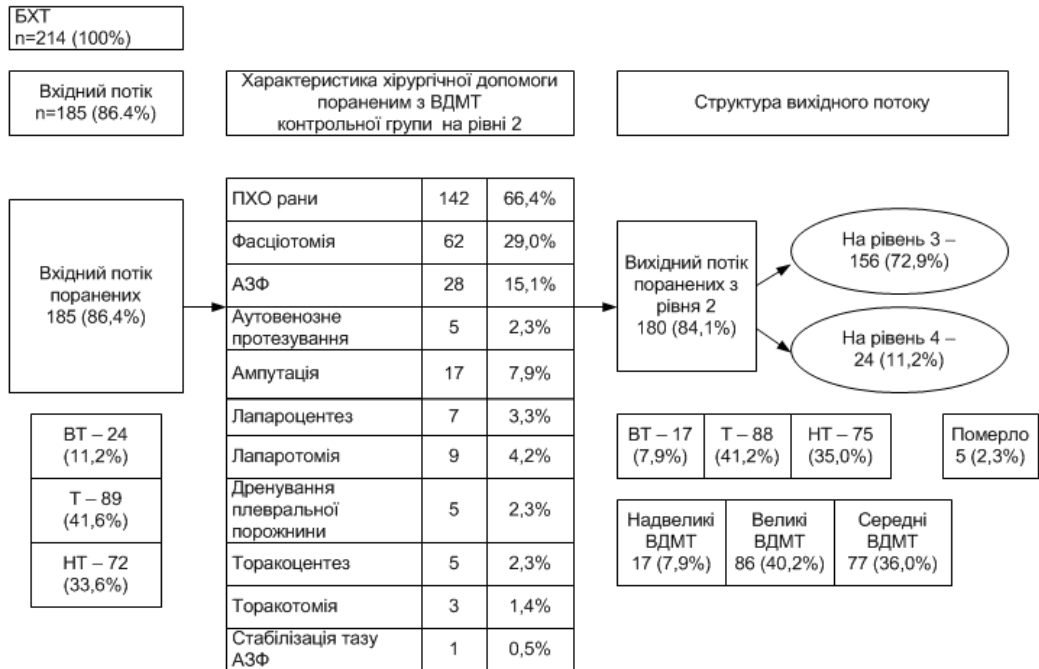 БХТ
n=214 (100%)
Вхідний потік
n=185 (86.4%)
Характеристика хірургічної допомоги
пораненим з ВДМТ
контрольної групи на рівні 2
Структура вихідного потоку
Вхідний потік
поранених
185 (86,4%)
ВТ – 24
(11,2%)
Т – 89
(41,6%)
НТ – 72
(33,6%)
ПХО рани 142 66,4%
Фасціотомія 62 29,0%
АЗФ 28 15,1%
Аутовенозне
протезування 5 2,3%
Ампутація 17 7,9%
Лапароцентез 7 3,3%
Лапаротомія 9 4,2%
Дренування
плевральної 5 2,3%
порожнини
Торакоцентез 5 2,3%
Торакотомія 3 1,4%
Стабілізація тазу
АЗФ 1 0,5%
Вихідний потік
поранених з
рівня 2
180 (84,1%)
На рівень 3 –
156 (72,9%)
На рівень 4 –
24 (11,2%)
ВТ – 17
(7,9%)
Т – 88
(41,2%)
НТ – 75
(35,0%)
Померло
5 (2,3%)
Надвеликі
ВДМТ
17 (7,9%)
Великі
ВДМТ
86 (40,2%)
Середні
ВДМТ
77 (36,0%)